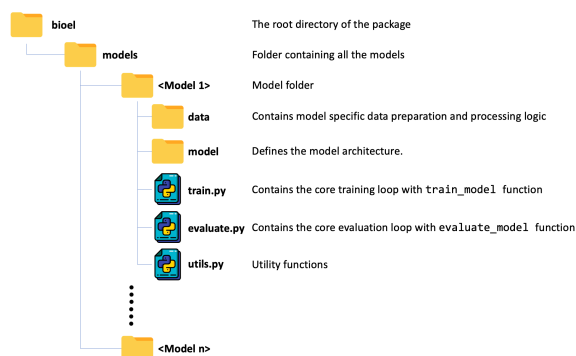 bioel The root directory of the package
models Folder containing all the models
<Model 1> Model folder
data Contains model specific data preparation and processing logic
model Defines the model architecture.
train.py Contains the core training loop with train_model function
evaluate.py Contains the core evaluation loop with evaluate_model function
utils.py Utility functions
<Model n>